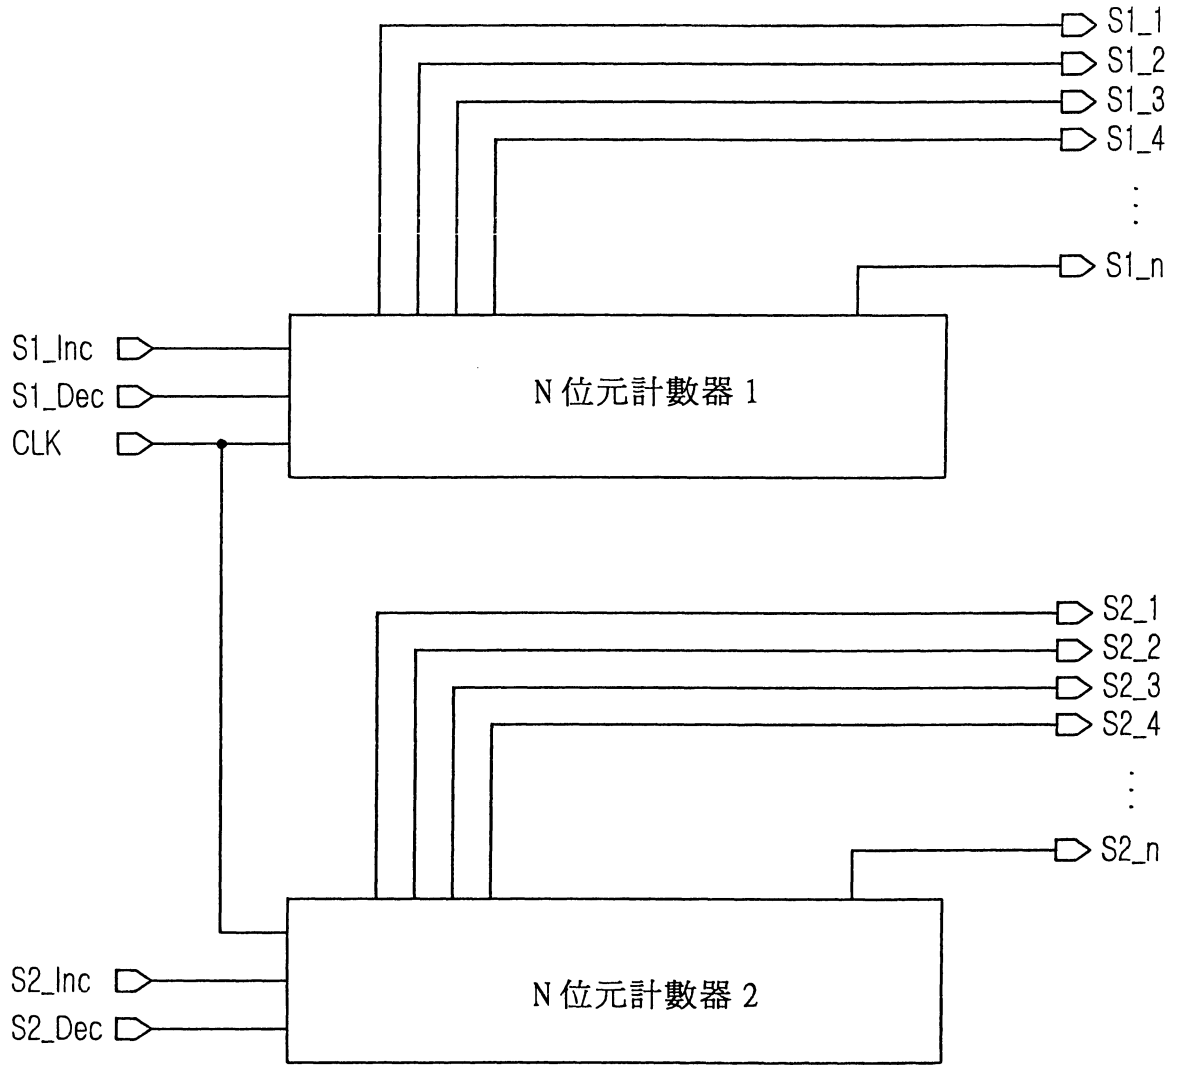 S1_1
S1_2
S1_3
S1_4
⋮
S1_n
S1_Inc
S1_Dec
CLK
N 位元計數器 1
S2_1
S2_2
S2_3
S2_4
⋮
S2_n
S2_Inc
S2_Dec
N 位元計數器 2